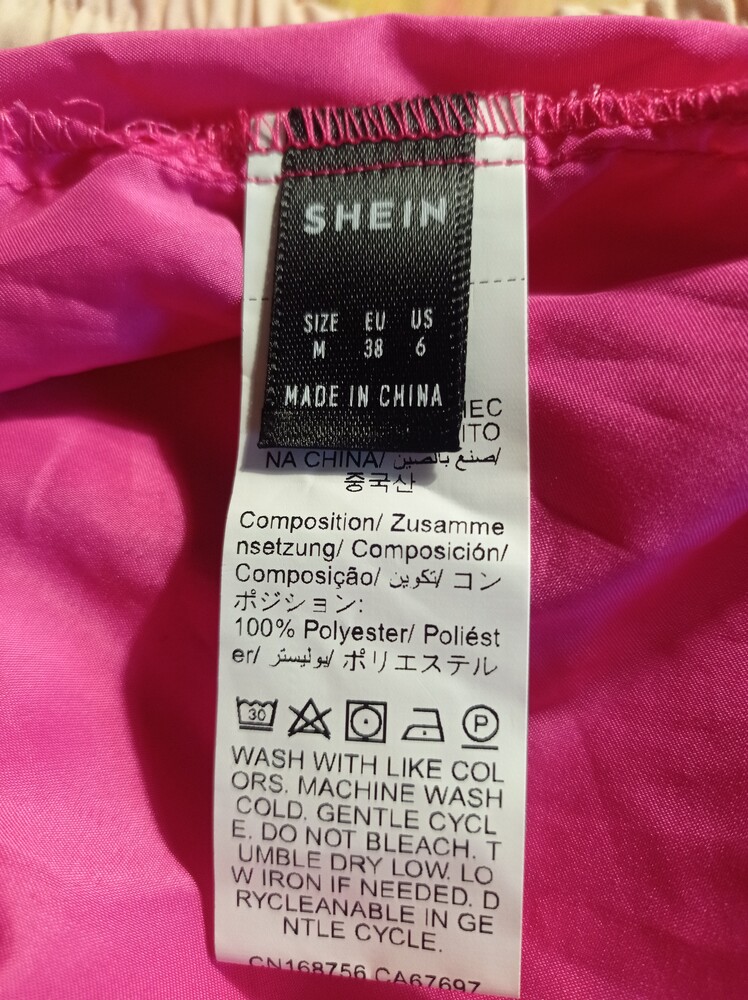 SHEIN
SIZE EU US
M 38 6
MADE IN CHINA
NA CHINA/ صنع بالصين/
중국산
Composition/ Zusamme
nsetzung/ Composición/
Composição/ تكوين/ コン
ポジション:
100% Polyester/ Poliést
er/ بوليستر/ ポリエステル
30
P
WASH WITH LIKE COL
ORS. MACHINE WASH
COLD. GENTLE CYCL
E. DO NOT BLEACH. T
UMBLE DRY LOW. LO
W IRON IF NEEDED. D
RYCLEANABLE IN GE
NTLE CYCLE.
CN168756 CA67697